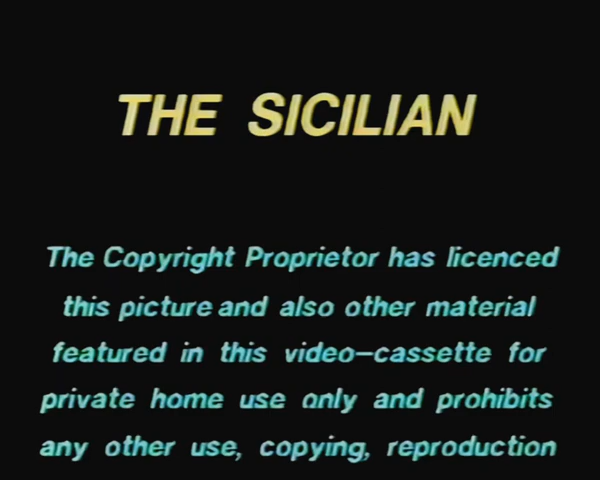 THE SICILIAN
The Copyright Proprietor has licenced
this picture and also other material
featured in this video-cassette for
private home use only and prohibits
any other use, copying, reproduction